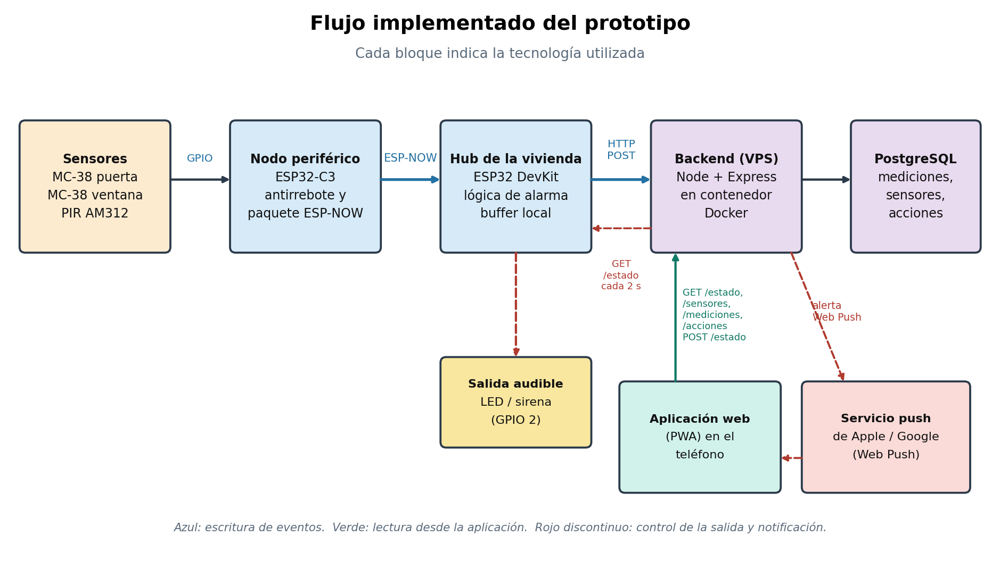 Flujo implementado del prototipo
Cada bloque indica la tecnología utilizada
Sensores
MC-38 puerta
MC-38 ventana
PIR AM312
GPIO
Nodo periférico
ESP32-C3
antirrebote y
paquete ESP-NOW
ESP-NOW
Hub de la vivienda
ESP32 DevKit
lógica de alarma
buffer local
HTTP
POST
Backend (VPS)
Node + Express
en contenedor
Docker
PostgreSQL
mediciones,
sensores,
acciones
GET
/estado
cada 2 s
GET /estado,
/sensores,
/mediciones,
/acciones
POST /estado
alerta
Web Push
Salida audible
LED / sirena
(GPIO 2)
Aplicación web
(PWA) en el
teléfono
Servicio push
de Apple / Google
(Web Push)
Azul: escritura de eventos.  Verde: lectura desde la aplicación.  Rojo discontinuo: control de la salida y notificación.